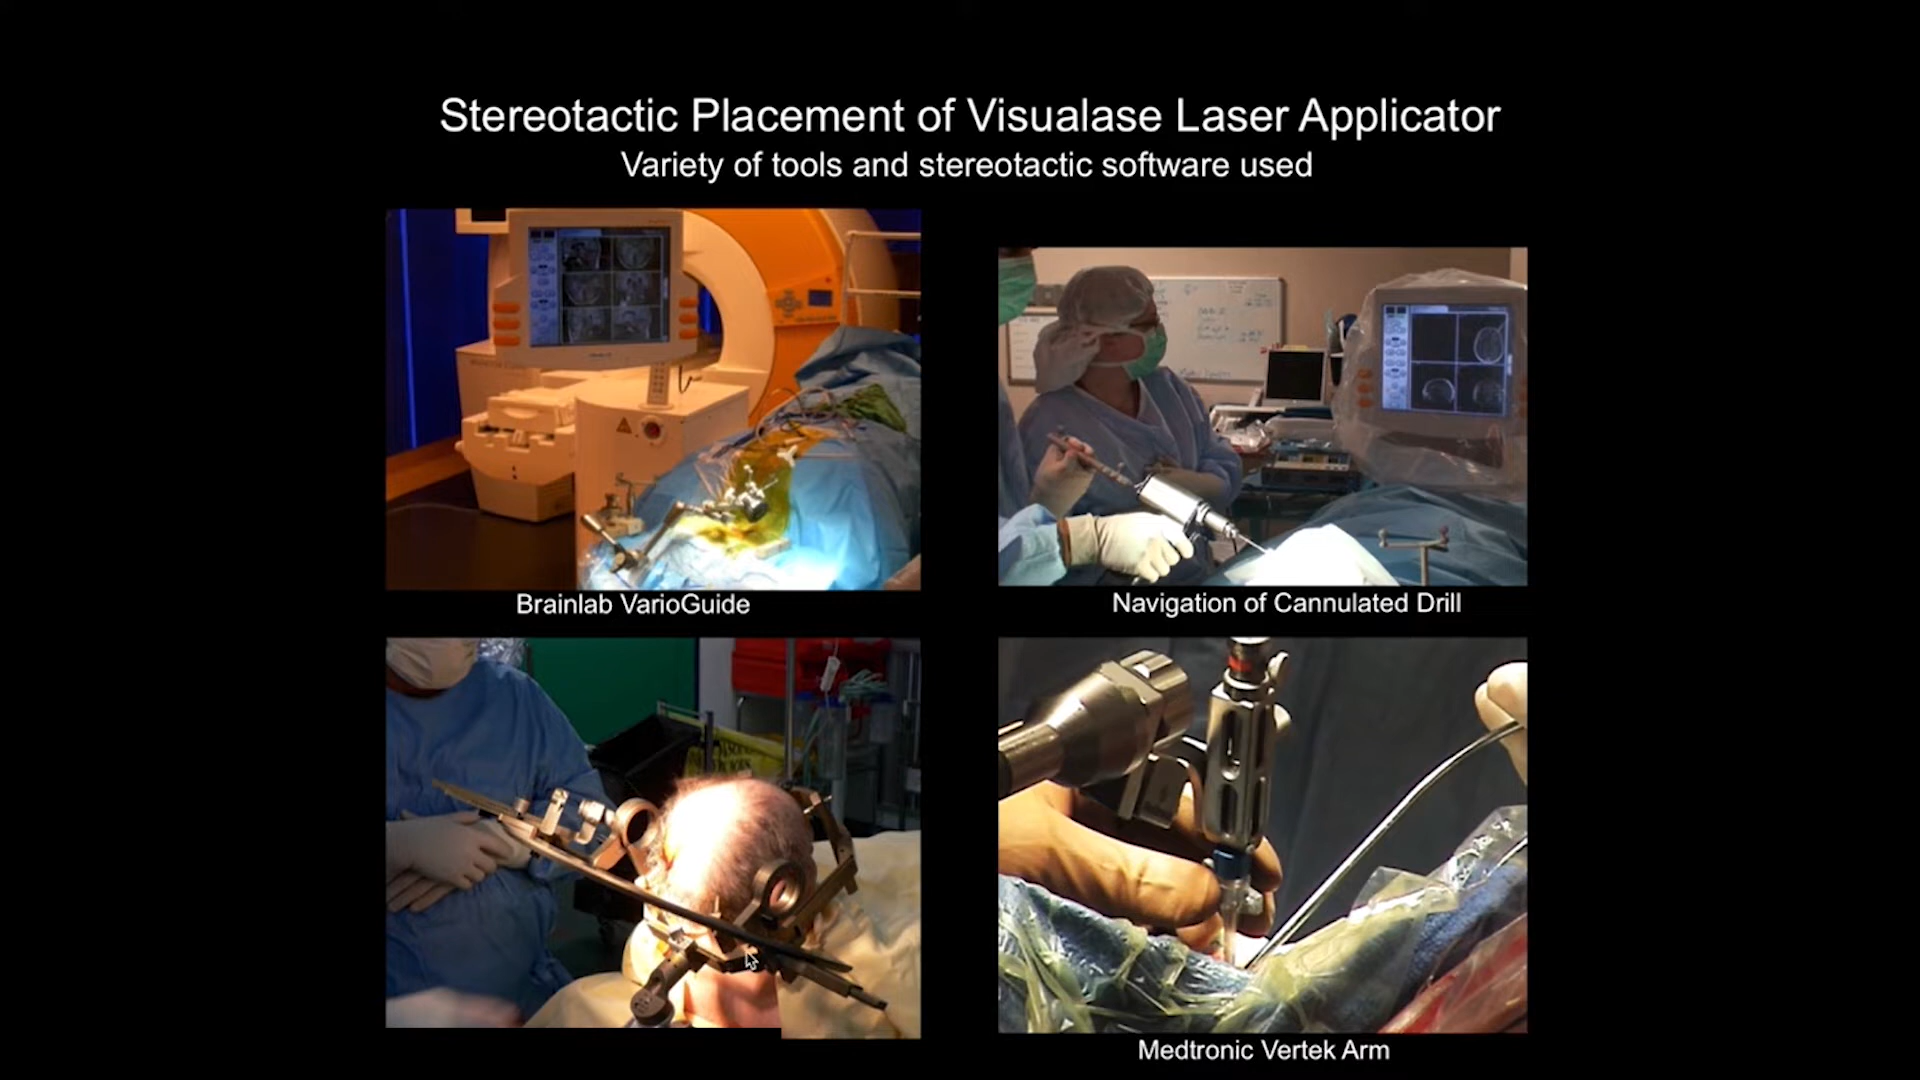 Stereotactic Placement of Visualase Laser Applicator
Variety of tools and stereotactic software used
Brainlab VarioGuide
Navigation of Cannulated Drill
Medtronic Vertek Arm